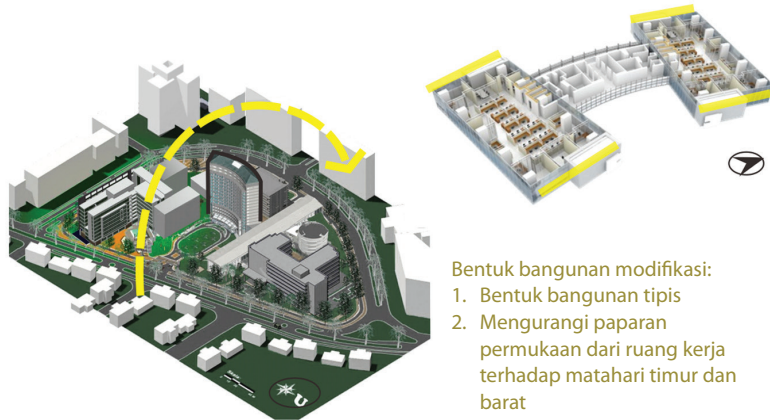 Bentuk bangunan modifikasi:
1. Bentuk bangunan tipis
2. Mengurangi paparan
permukaan dari ruang kerja
terhadap matahari timur dan
barat
U